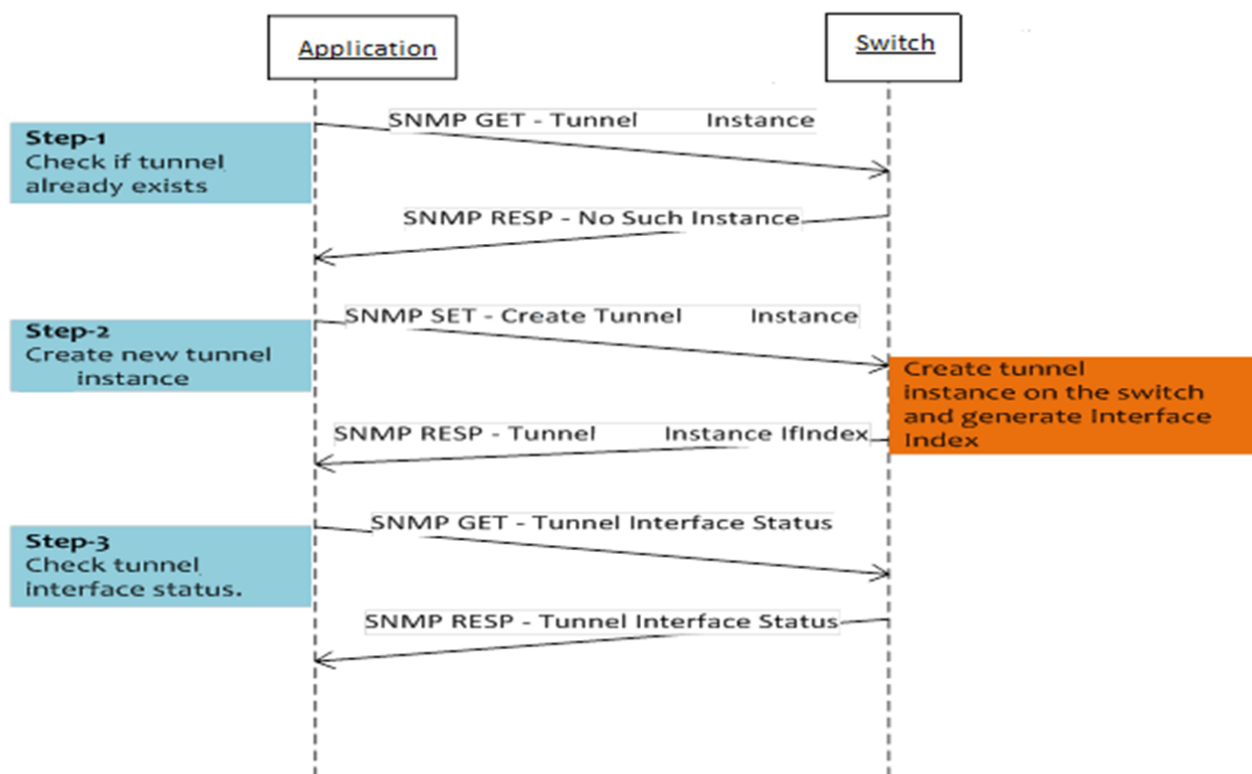 Application
Switch
SNMP GET - Tunnel Instance
Step-1
Check if tunnel
already exists
SNMP RESP - No Such Instance
SNMP SET - Create Tunnel Instance
Step-2
Create new tunnel
instance
Create tunnel
instance on the switch
and generate Interface
Index
SNMP RESP - Tunnel Instance IfIndex
SNMP GET - Tunnel Interface Status
Step-3
Check tunnel
interface status.
SNMP RESP - Tunnel Interface Status